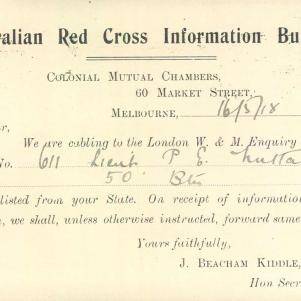 ralian Red Cross Information Bu
COLONIAL MUTUAL CHAMBERS,
60 MARKET STREET,
MELBOURNE, 16/5/18
r,
We are cabling to the London W. & M. Enquiry
No. 611 Lieut P E
50 Btn
listed from your State. On receipt of information
, we shall, unless otherwise instructed, forward same
Yours faithfully,
J. BEACHAM KIDDLE,
Hon Secr